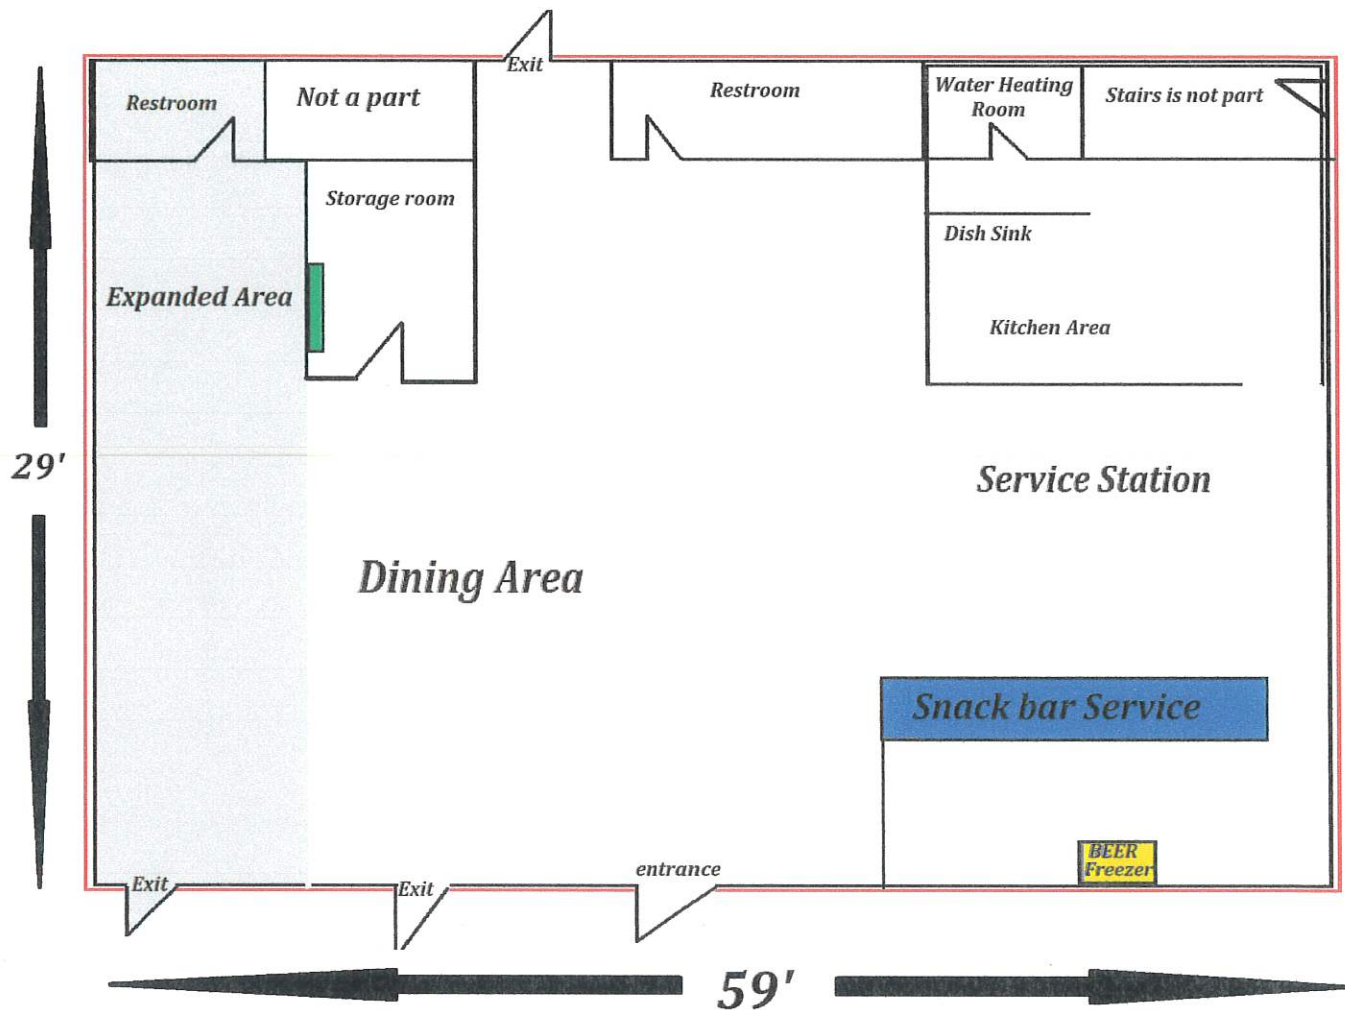 Exit
Restroom
Not a part
Restroom
Water Heating
Room
Stairs is not part
Storage room
Dish Sink
Expanded Area
Kitchen Area
29'
Service Station
Dining Area
Snack bar Service
BEER
Freezer
entrance
Exit
Exit
59'